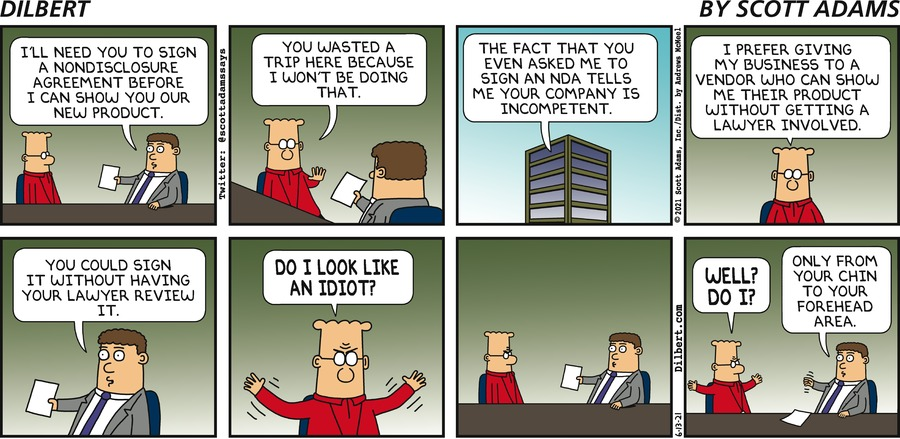 DILBERT
BY SCOTT ADAMS
I'LL NEED YOU TO SIGN
A NONDISCLOSURE
AGREEMENT BEFORE
I CAN SHOW YOU OUR
NEW PRODUCT.
Twitter: @scottadamssays
YOU WASTED A
TRIP HERE BECAUSE
I WON'T BE DOING
THAT.
THE FACT THAT YOU
EVEN ASKED ME TO
SIGN AN NDA TELLS
ME YOUR COMPANY IS
INCOMPETENT.
©2021 Scott Adams, Inc./Dist. by Andrews McMeel
I PREFER GIVING
MY BUSINESS TO A
VENDOR WHO CAN SHOW
ME THEIR PRODUCT
WITHOUT GETTING A
LAWYER INVOLVED.
YOU COULD SIGN
IT WITHOUT HAVING
YOUR LAWYER REVIEW
IT.
DO I LOOK LIKE
AN IDIOT?
6-13-21 Dilbert.com
WELL?
DO I?
ONLY FROM
YOUR CHIN
TO YOUR
FOREHEAD
AREA.